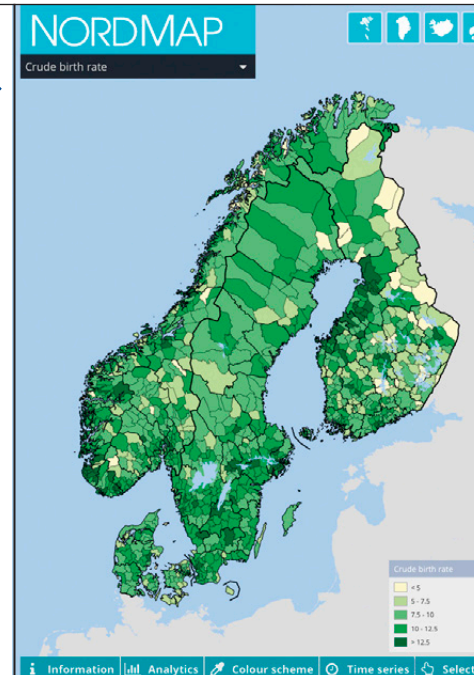 NORDMAP
Crude birth rate
Crude birth rate
<5
5 - 7.5
7.5 - 10
10 - 12.5
> 12.5
Information
Analytics
Colour scheme
Time series
Select